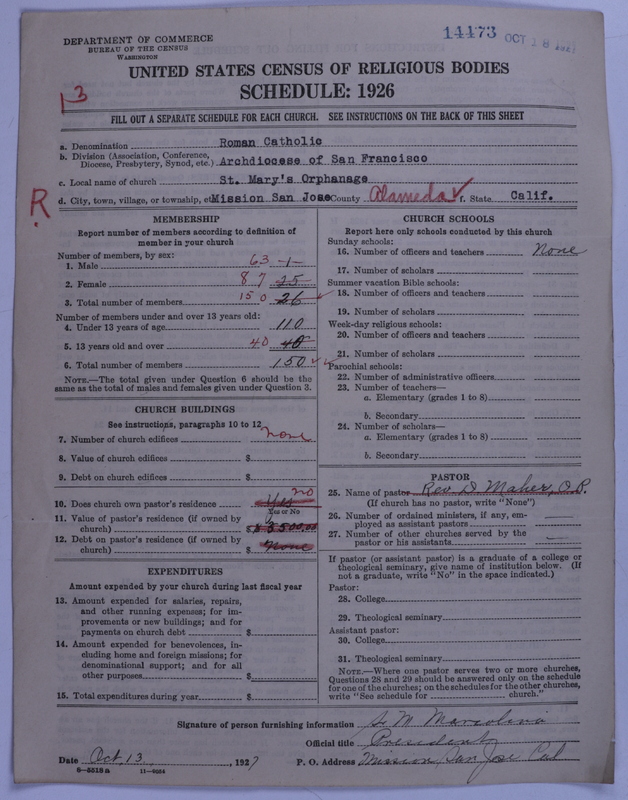 DEPARTMENT OF COMMERCE
BUREAU OF THE CENSUS
WASHINGTON
14473 OCT 18 1927
UNITED STATES CENSUS OF RELIGIOUS BODIES
SCHEDULE: 1926
13
FILL OUT A SEPARATE SCHEDULE FOR EACH CHURCH. SEE INSTRUCTIONS ON THE BACK OF THIS SHEET
a. Denomination Roman Catholic
b. Division (Association, Conference, Diocese, Presbytery, Synod, etc.) Archdiocese of San Francisco
c. Local name of church St. Mary's Orphanage
R
d. City, town, village, or township, etc. Mission San Jose County Alameda ✓ f. State Calif.
MEMBERSHIP
Report number of members according to definition of
member in your church
Number of members, by sex:
1. Male 63 -1-
2. Female 87 25
3. Total number of members 150 26 ✓
Number of members under and over 13 years old:
4. Under 13 years of age 110
5. 13 years old and over 40 40
6. Total number of members 150 ✓✓
NOTE.—The total given under Question 6 should be the
same as the total of males and females given under Question 3.
CHURCH BUILDINGS
See instructions, paragraphs 10 to 12
7. Number of church edifices none
8. Value of church edifices $
9. Debt on church edifices $
10. Does church own pastor's residence Yes no
Yes or No
11. Value of pastor's residence (if owned by
church) $ 3500.00
12. Debt on pastor's residence (if owned by
church) $ None
EXPENDITURES
Amount expended by your church during last fiscal year
13. Amount expended for salaries, repairs,
and other running expenses; for im-
provements or new buildings; and for
payments on church debt $
14. Amount expended for benevolences, in-
cluding home and foreign missions; for
denominational support; and for all
other purposes $
15. Total expenditures during year $
CHURCH SCHOOLS
Report here only schools conducted by this church
Sunday schools:
16. Number of officers and teachers None
17. Number of scholars
Summer vacation Bible schools:
18. Number of officers and teachers
19. Number of scholars
Week-day religious schools:
20. Number of officers and teachers
21. Number of scholars
Parochial schools:
22. Number of administrative officers
23. Number of teachers—
a. Elementary (grades 1 to 8)
b. Secondary
24. Number of scholars—
a. Elementary (grades 1 to 8)
b. Secondary
PASTOR
25. Name of pastor Rev. D. Maher, O.P.
(If church has no pastor, write "None")
26. Number of ordained ministers, if any, em-
ployed as assistant pastors
27. Number of other churches served by the
pastor or his assistants
If pastor (or assistant pastor) is a graduate of a college or
theological seminary, give name of institution below. (If
not a graduate, write "No" in the space indicated.)
Pastor:
28. College
29. Theological seminary
Assistant pastor:
30. College
31. Theological seminary
NOTE.—Where one pastor serves two or more churches,
Questions 28 and 29 should be answered only on the schedule
for one of the churches; on the schedules for the other churches,
write "See schedule for church."
Signature of person furnishing information M.
Official title President
Date Oct, 13, 1927 P. O. Address Mission San Jose Cal
8—5518a 11—9054